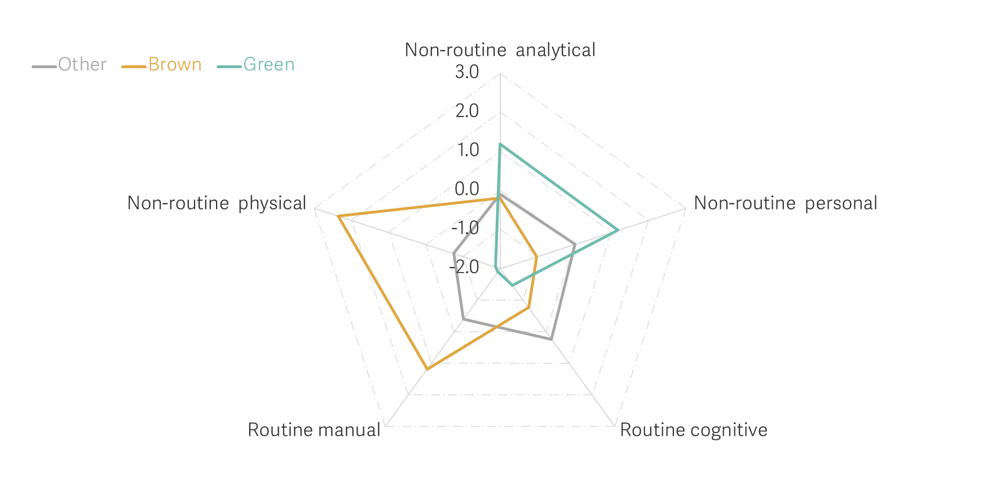 Non-routine analytical
Other Brown Green
3.0
2.0
1.0
0.0
Non-routine physical
Non-routine personal
-1.0
-2.0
Routine manual
Routine cognitive